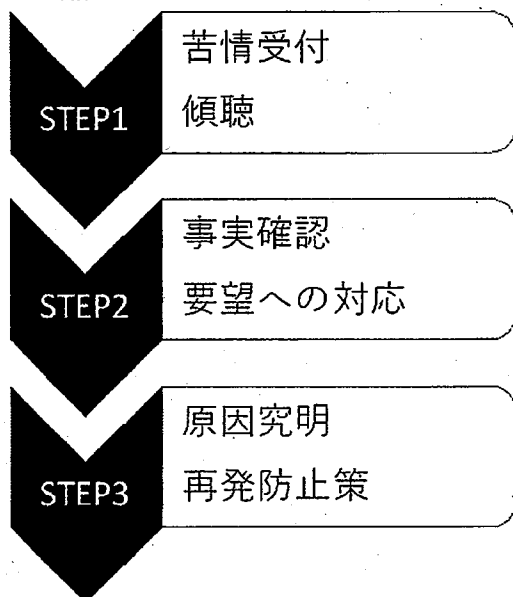 STEP1
苦情受付
傾聴
STEP2
事実確認
要望への対応
STEP3
原因究明
再発防止策